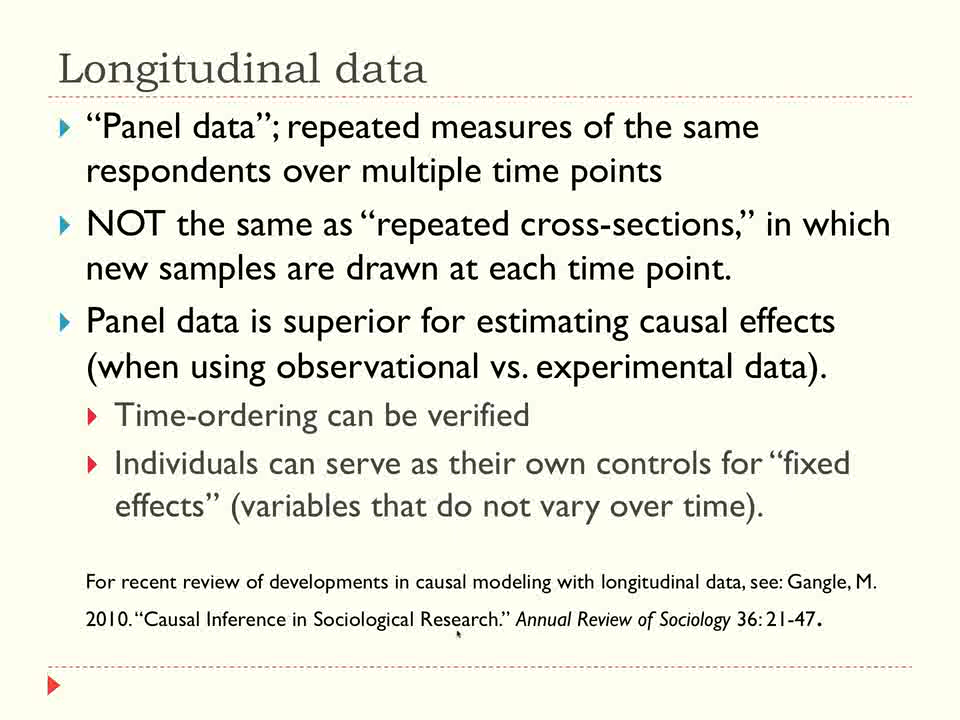 Longitudinal data
“Panel data”; repeated measures of the same
respondents over multiple time points
NOT the same as “repeated cross-sections,” in which
new samples are drawn at each time point.
Panel data is superior for estimating causal effects
(when using observational vs. experimental data).
Time-ordering can be verified
Individuals can serve as their own controls for “fixed
effects” (variables that do not vary over time).
For recent review of developments in causal modeling with longitudinal data, see: Gangle, M.
2010. “Causal Inference in Sociological Research.” Annual Review of Sociology 36: 21-47.